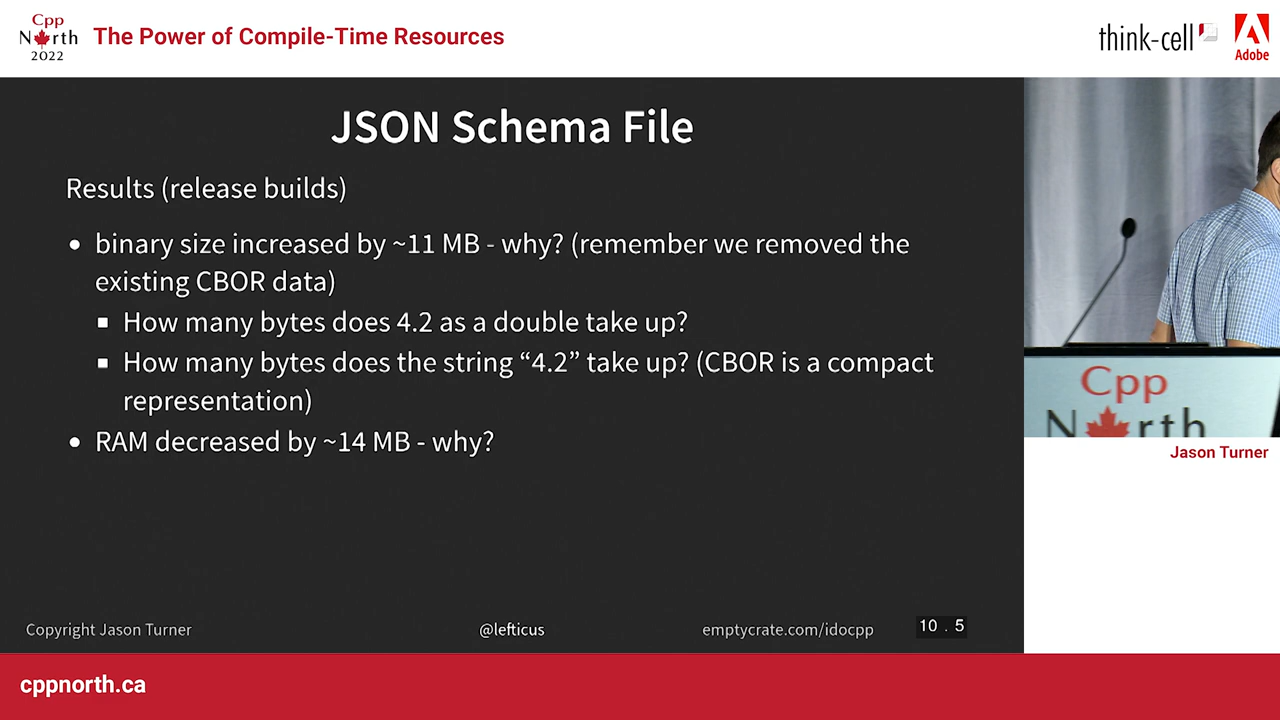 Cpp
North
2022
The Power of Compile-Time Resources
think-cell
Adobe
JSON Schema File
Results (release builds)
binary size increased by ~11 MB - why? (remember we removed the
existing CBOR data)
How many bytes does 4.2 as a double take up?
How many bytes does the string “4.2” take up? (CBOR is a compact
representation)
RAM decreased by ~14 MB - why?
Cpp
North
Jason Turner
Copyright Jason Turner
@lefticus
emptycrate.com/idocpp
10 . 5
cppnorth.ca